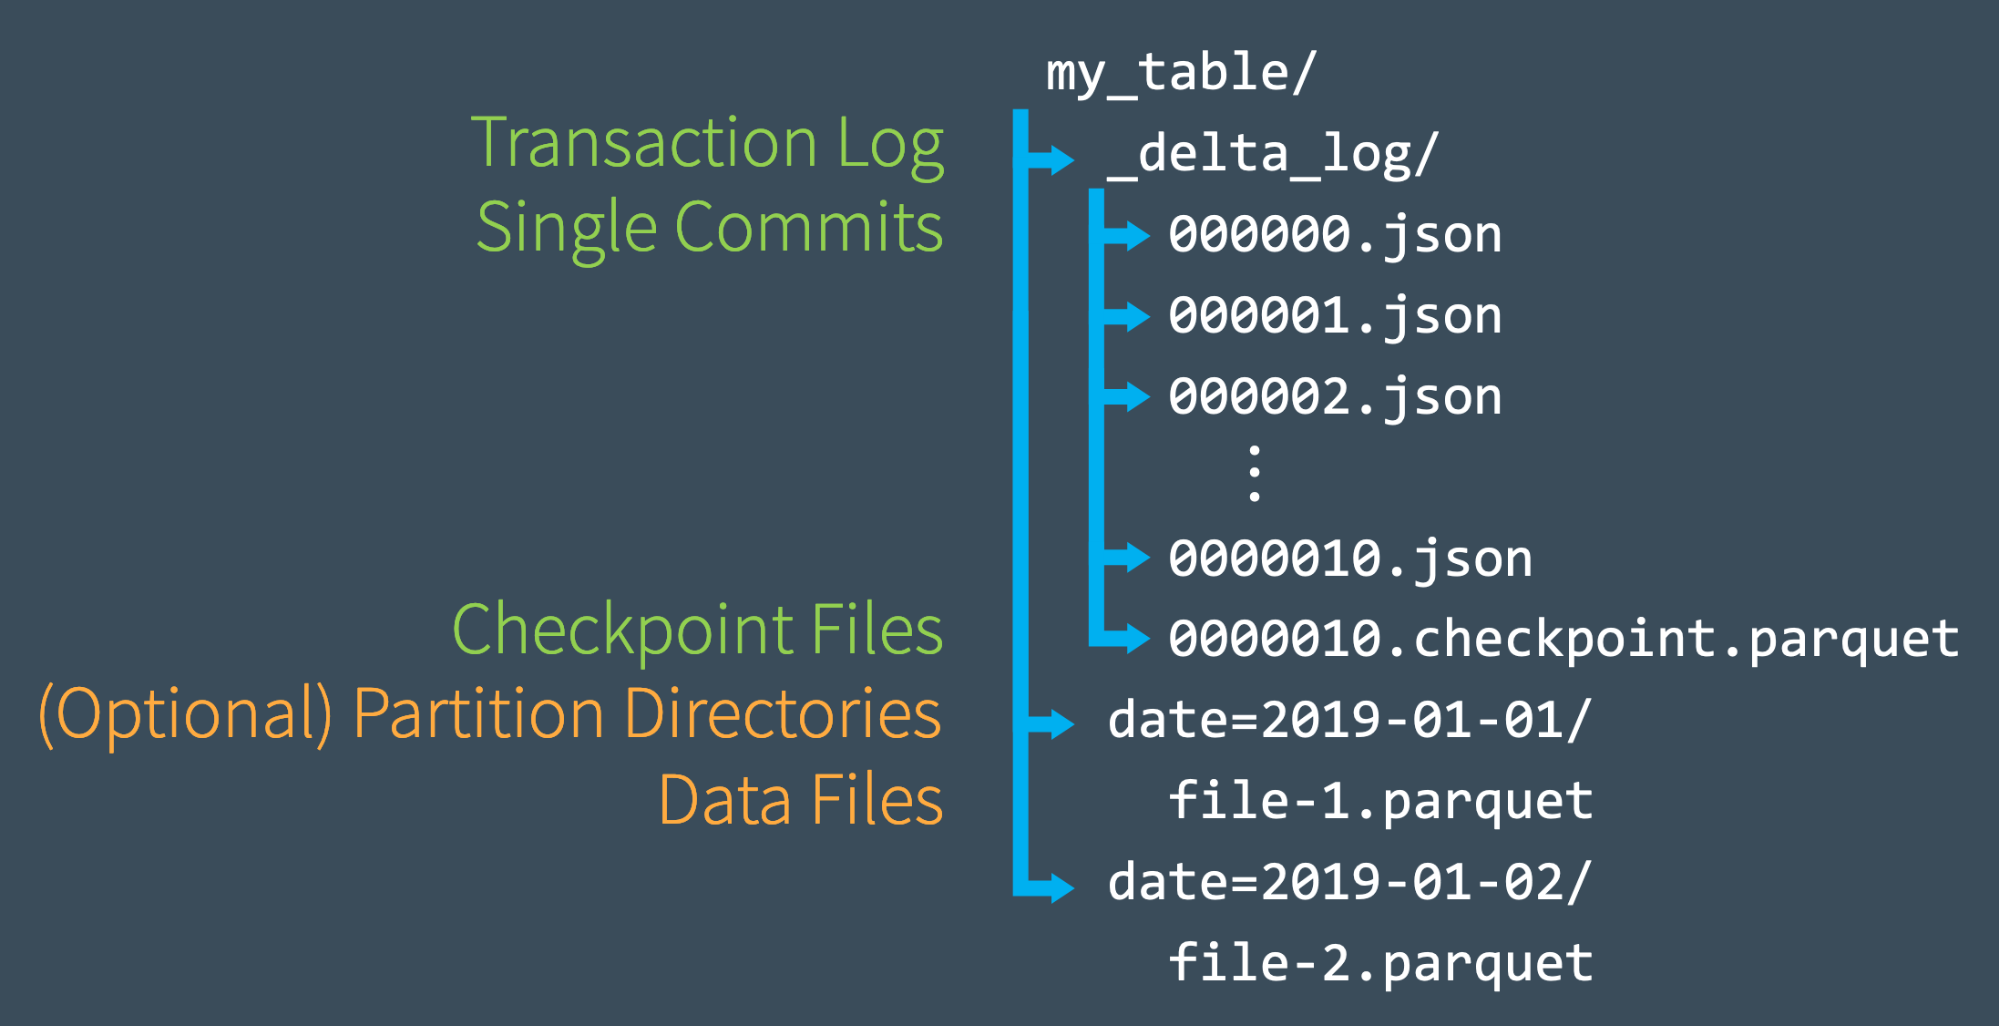 my_table/
Transaction Log
_delta_log/
Single Commits
000000.json
000001.json
000002.json
⋮
0000010.json
Checkpoint Files
0000010.checkpoint.parquet
(Optional) Partition Directories
date=2019-01-01/
Data Files
file-1.parquet
date=2019-01-02/
file-2.parquet